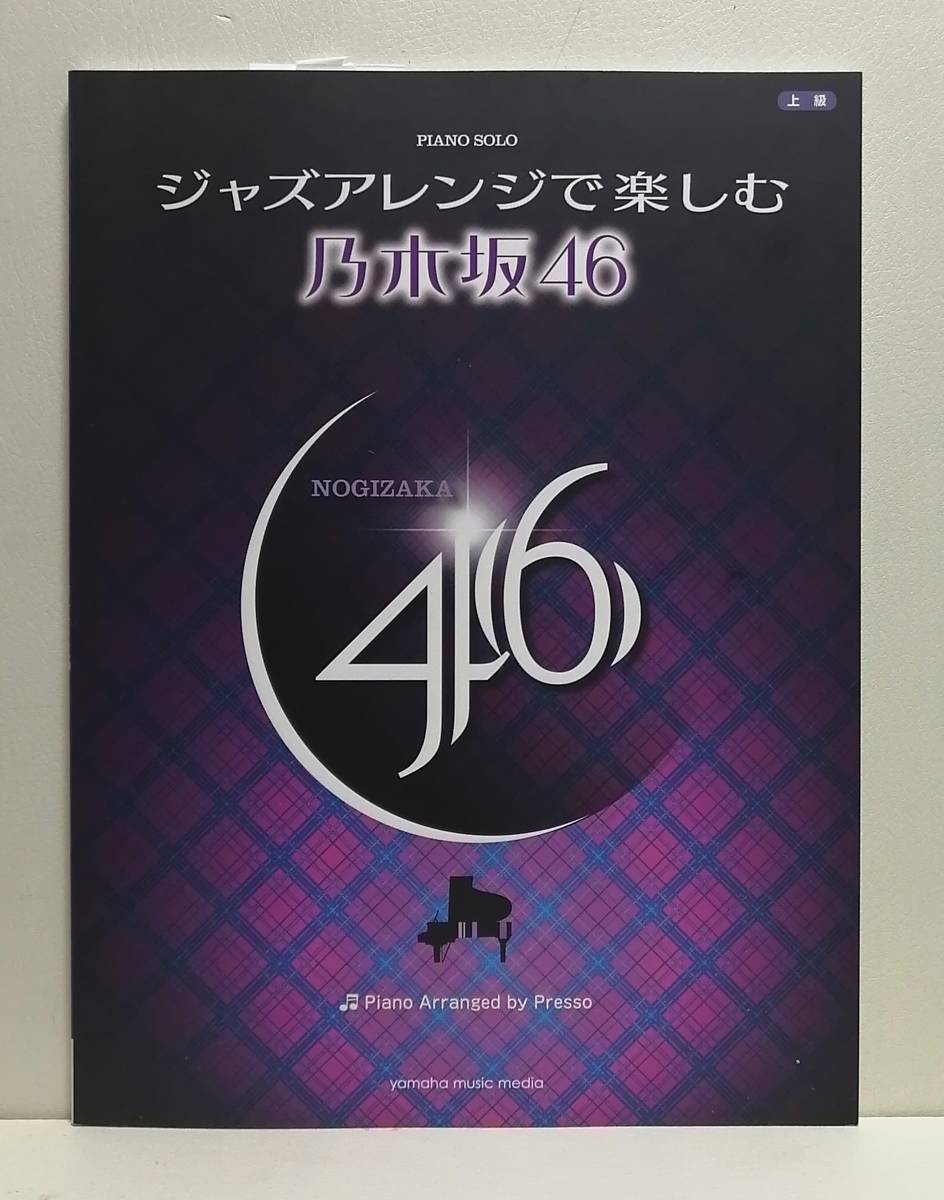 上級
PIANO SOLO
ジャズアレンジで楽しむ
乃木坂46
NOGIZAKA
46
Piano Arranged by Presso
yamaha music media